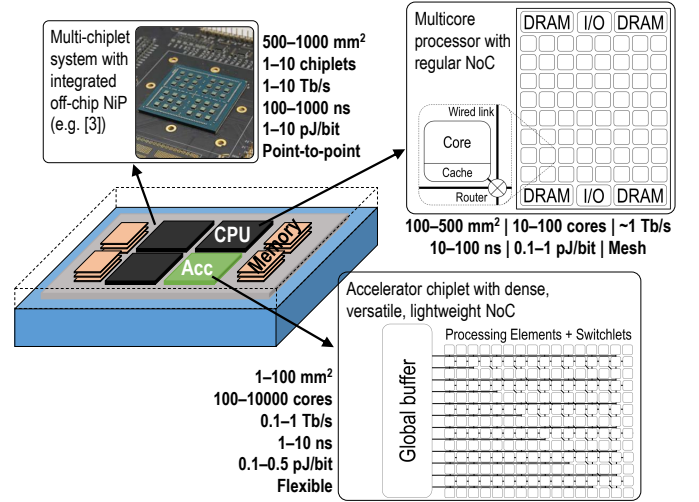 Multi-chiplet
system with
integrated
off-chip NiP
(e.g. [3])
500–1000 mm²
1–10 chiplets
1–10 Tb/s
100–1000 ns
1–10 pJ/bit
Point-to-point
Multicore
processor with
regular NoC
DRAM I/O DRAM
Wired link
Core
Cache
Router
DRAM I/O DRAM
100–500 mm² | 10–100 cores | ~1 Tb/s
10–100 ns | 0.1–1 pJ/bit | Mesh
CPU
Memory
Acc
Accelerator chiplet with dense,
versatile, lightweight NoC
Processing Elements + Switchlets
Global buffer
1–100 mm²
100–10000 cores
0.1–1 Tb/s
1–10 ns
0.1–0.5 pJ/bit
Flexible